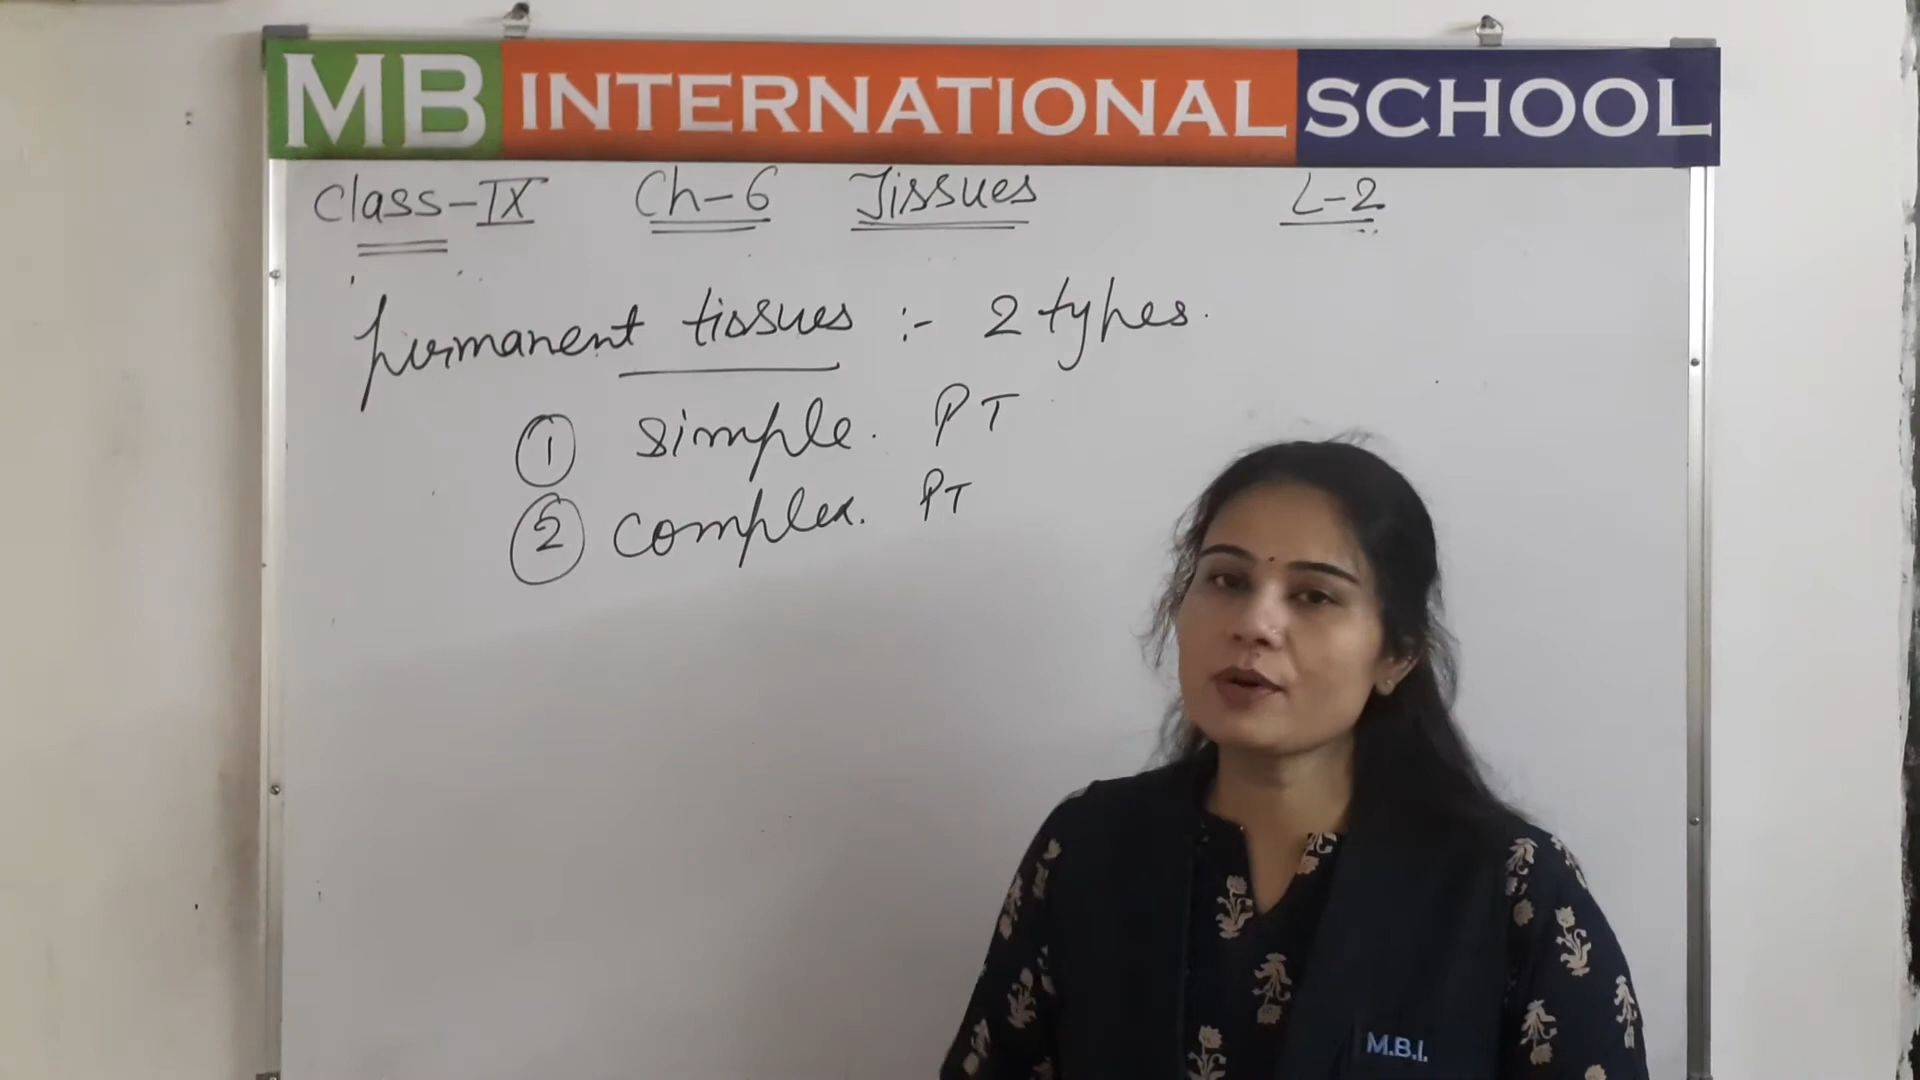 MB INTERNATIONAL SCHOOL
Class-IX Ch-6 Tissues L-2
permanent tissues :- 2 types.
① simple. PT
② complex. PT
M.B.I.